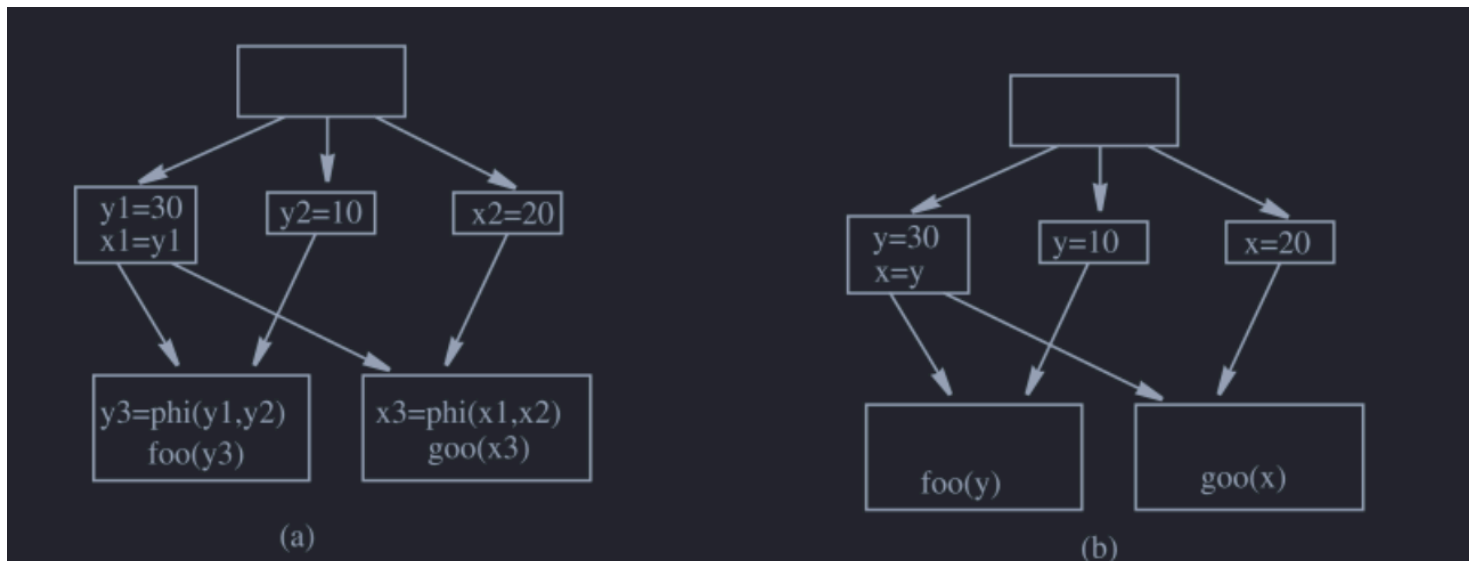 y1=30
x1=y1
y2=10
x2=20
y3=phi(y1,y2)
foo(y3)
x3=phi(x1,x2)
goo(x3)
(a)
y=30
x=y
y=10
x=20
foo(y)
goo(x)
(b)